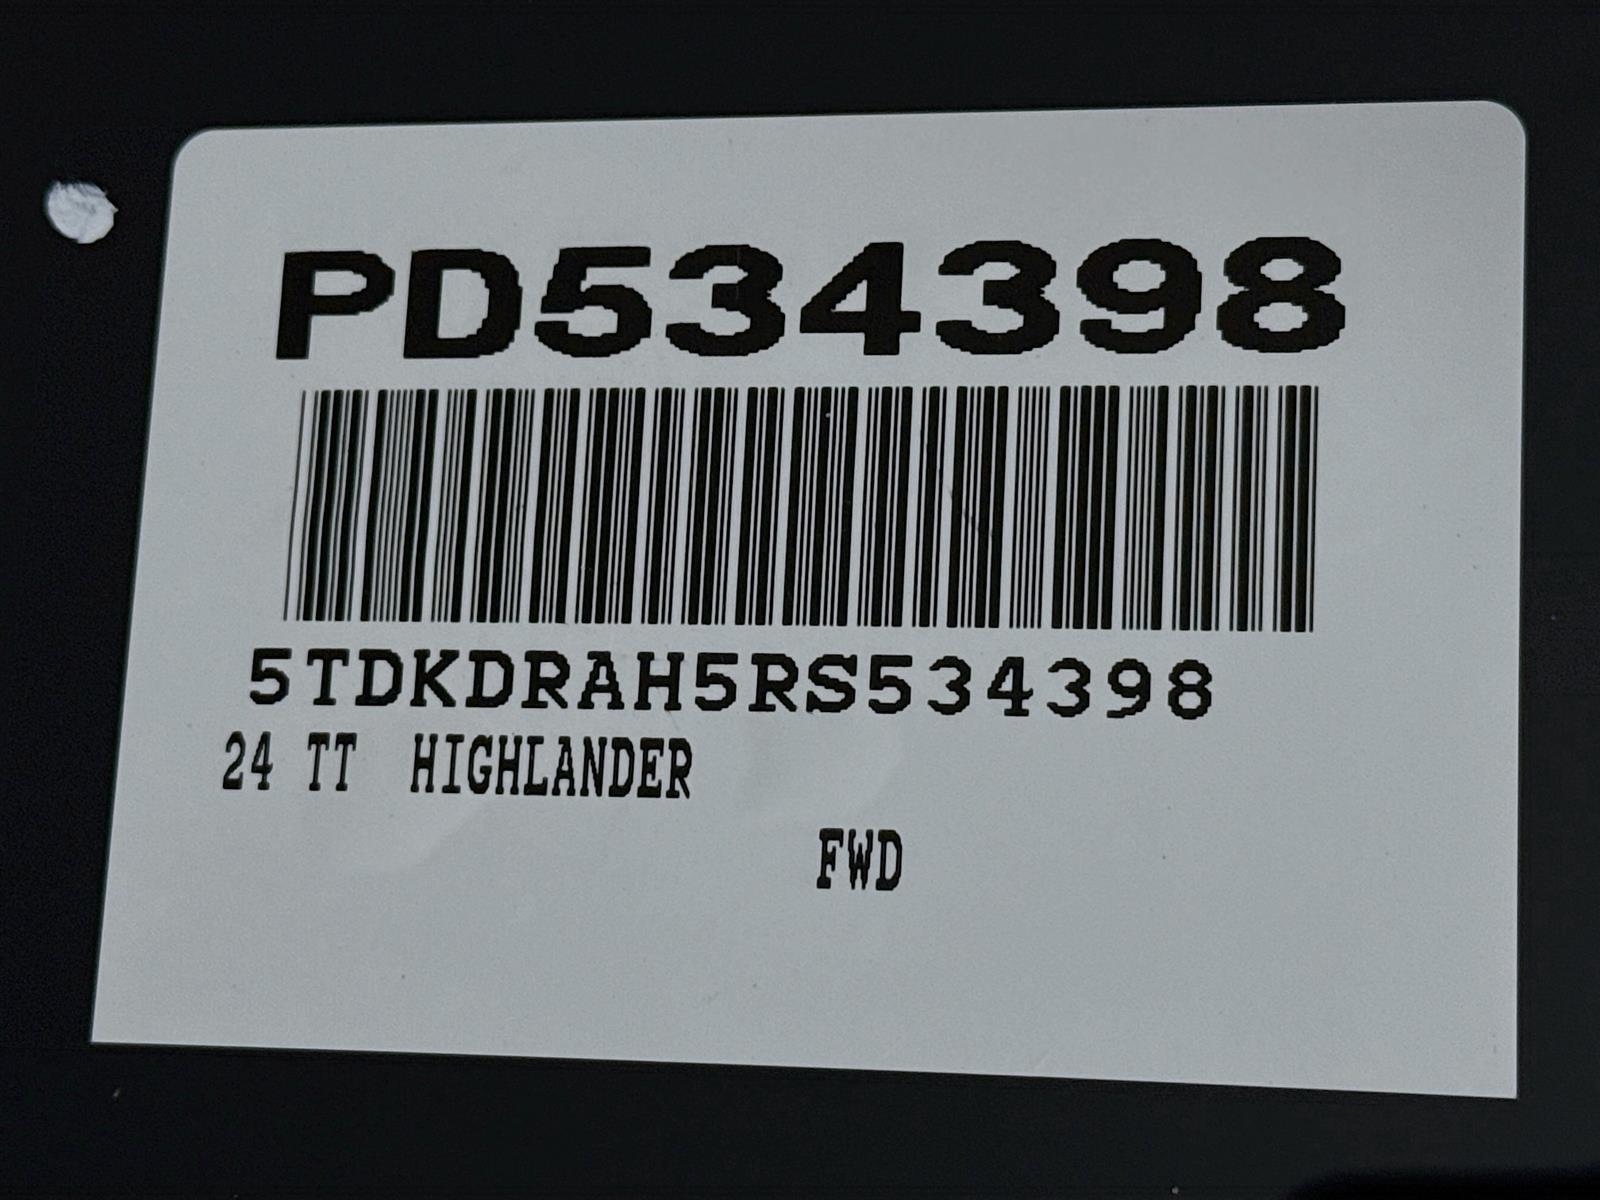 PD534398
5TDKDRAH5RS534398
24 TT HIGHLANDER
FWD